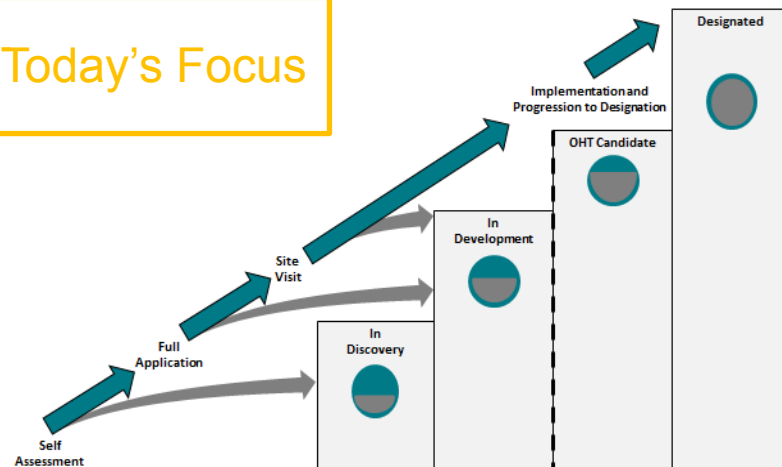 Today’s Focus
Designated
Implementation and
Progression to Designation
OHT Candidate
In
Development
Site
Visit
In
Discovery
Full
Application
Self
Assessment